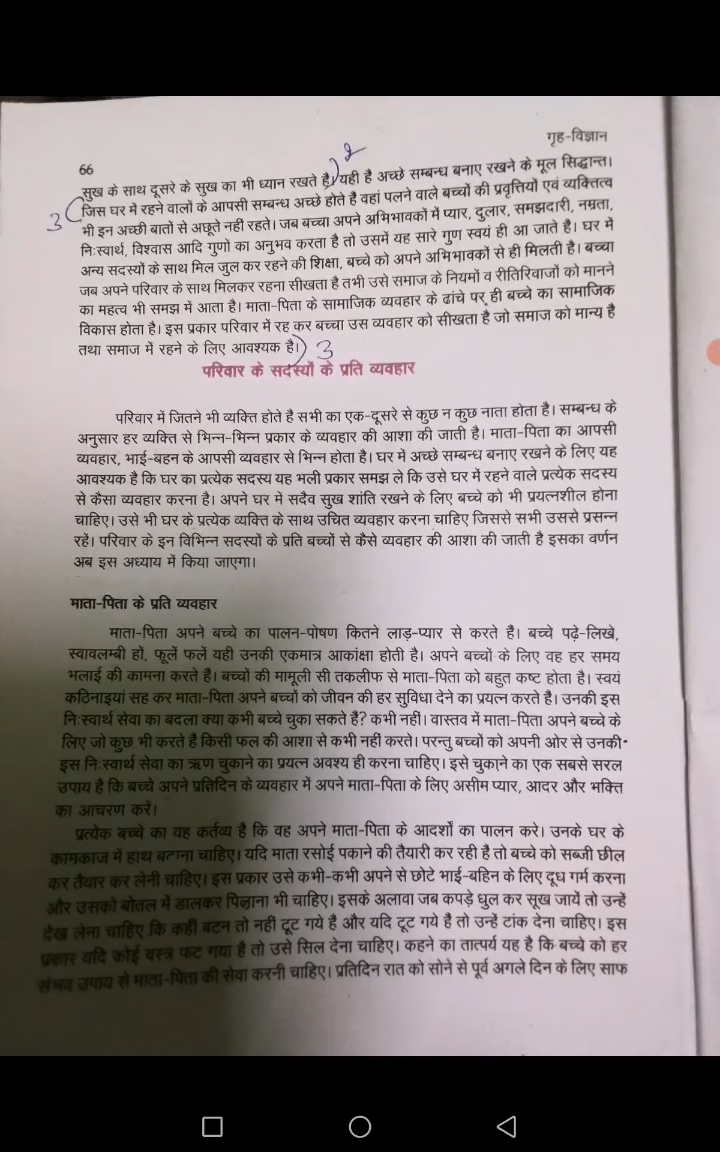 गृह-विज्ञान
66
2
सुख के साथ दूसरे के सुख का भी ध्यान रखते है। यही है अच्छे सम्बन्ध बनाए रखने के मूल सिद्धान्त।
3 (जिस घर में रहने वालों के आपसी सम्बन्ध अच्छे होते है वहां पलने वाले बच्चों की प्रवृत्तियों एवं व्यक्तित्व
भी इन अच्छी बातों से अछूते नहीं रहते। जब बच्चा अपने अभिभावकों में प्यार, दुलार, समझदारी, नम्रता,
निःस्वार्थ, विश्वास आदि गुणों का अनुभव करता है तो उसमें यह सारे गुण स्वयं ही आ जाते है। घर में
अन्य सदस्यों के साथ मिल जुल कर रहने की शिक्षा, बच्चे को अपने अभिभावकों से ही मिलती है। बच्चा
जब अपने परिवार के साथ मिलकर रहना सीखता है तभी उसे समाज के नियमों व रीतिरिवाजों को मानने
का महत्व भी समझ में आता है। माता-पिता के सामाजिक व्यवहार के ढांचे पर ही बच्चे का सामाजिक
विकास होता है। इस प्रकार परिवार में रह कर बच्चा उस व्यवहार को सीखता है जो समाज को मान्य है
तथा समाज में रहने के लिए आवश्यक है।) 3
परिवार के सदस्यों के प्रति व्यवहार
परिवार में जितने भी व्यक्ति होते है सभी का एक-दूसरे से कुछ न कुछ नाता होता है। सम्बन्ध के
अनुसार हर व्यक्ति से भिन्न-भिन्न प्रकार के व्यवहार की आशा की जाती है। माता-पिता का आपसी
व्यवहार, भाई-बहन के आपसी व्यवहार से भिन्न होता है। घर में अच्छे सम्बन्ध बनाए रखने के लिए यह
आवश्यक है कि घर का प्रत्येक सदस्य यह भली प्रकार समझ ले कि उसे घर में रहने वाले प्रत्येक सदस्य
से कैसा व्यवहार करना है। अपने घर में सदैव सुख शांति रखने के लिए बच्चे को भी प्रयत्नशील होना
चाहिए। उसे भी घर के प्रत्येक व्यक्ति के साथ उचित व्यवहार करना चाहिए जिससे सभी उससे प्रसन्न
रहें। परिवार के इन विभिन्न सदस्यों के प्रति बच्चों से कैसे व्यवहार की आशा की जाती है इसका वर्णन
अब इस अध्याय में किया जाएगा।
माता-पिता के प्रति व्यवहार
माता-पिता अपने बच्चे का पालन-पोषण कितने लाड़-प्यार से करते है। बच्चे पढ़े-लिखे,
स्वावलम्बी हों, फूलें फलें यही उनकी एकमात्र आकांक्षा होती है। अपने बच्चों के लिए वह हर समय
भलाई की कामना करते है। बच्चों की मामूली सी तकलीफ से माता-पिता को बहुत कष्ट होता है। स्वयं
कठिनाइयां सह कर माता-पिता अपने बच्चों को जीवन की हर सुविधा देने का प्रयत्न करते है। उनकी इस
निःस्वार्थ सेवा का बदला क्या कभी बच्चे चुका सकते है? कभी नही। वास्तव में माता-पिता अपने बच्चे के
लिए जो कुछ भी करते है किसी फल की आशा से कभी नहीं करते। परन्तु बच्चों को अपनी ओर से उनकी
इस निःस्वार्थ सेवा का ऋण चुकाने का प्रयत्न अवश्य ही करना चाहिए। इसे चुकाने का एक सबसे सरल
उपाय है कि बच्चे अपने प्रतिदिन के व्यवहार में अपने माता-पिता के लिए असीम प्यार, आदर और भक्ति
का आचरण करें।
प्रत्येक बच्चे का यह कर्तव्य है कि वह अपने माता-पिता के आदर्शों का पालन करे। उनके घर के
कामकाज में हाथ बटाना चाहिए। यदि माता रसोई पकाने की तैयारी कर रही है तो बच्चे को सब्जी छील
कर तैयार कर लेनी चाहिए। इस प्रकार उसे कभी-कभी अपने से छोटे भाई-बहिन के लिए दूध गर्म करना
और उसको बोतल में डालकर पिलाना भी चाहिए। इसके अलावा जब कपड़े धुल कर सूख जायें तो उन्हें
देख लेना चाहिए कि कही बटन तो नही टूट गये है और यदि टूट गये है तो उन्हें टांक देना चाहिए। इस
प्रकार यदि कोई वस्त्र फट गया है तो उसे सिल देना चाहिए। कहने का तात्पर्य यह है कि बच्चे को हर
संभव उपाय से माता-पिता की सेवा करनी चाहिए। प्रतिदिन रात को सोने से पूर्व अगले दिन के लिए साफ